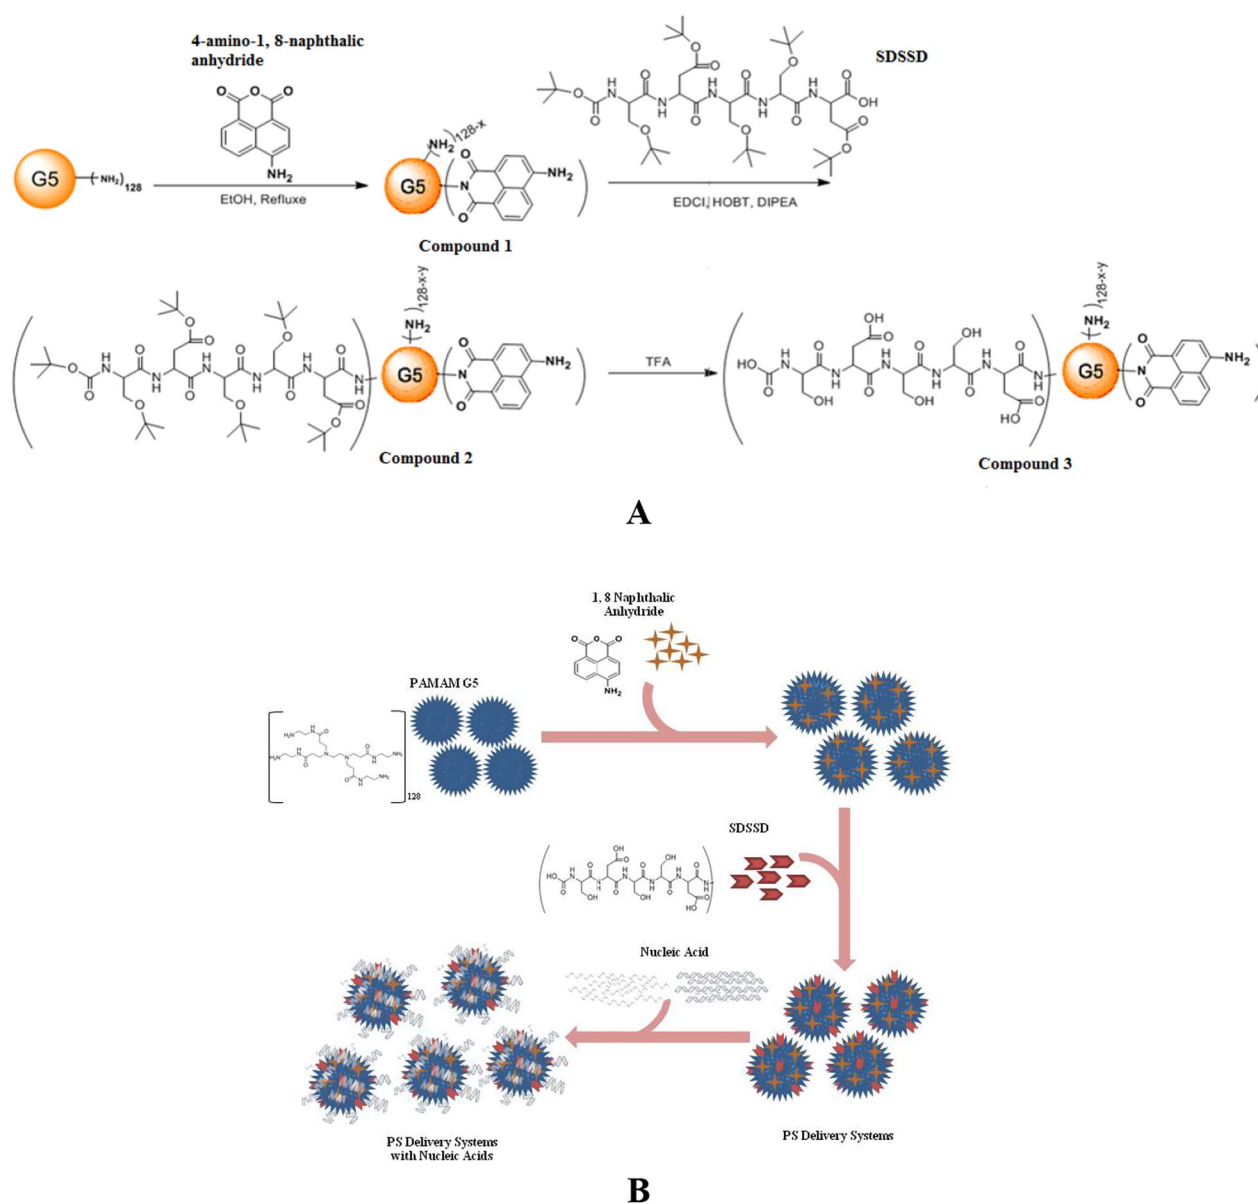 4-amino-1, 8-naphthalic
anhydride
SDSSD
G5
(NH2)128
EtOH, Refluxe
(NH2)128-x
G5
NH2
EDCI, HOBT, DIPEA
Compound 1
(NH2)128-x-y
G5
NH2
Compound 2
TFA
(NH2)128-x-y
G5
NH2
Compound 3
A
1, 8 Naphthalic
Anhydride
NH2
PAMAM G5
128
SDSSD
Nucleic Acid
PS Delivery Systems
with Nucleic Acids
PS Delivery Systems
B